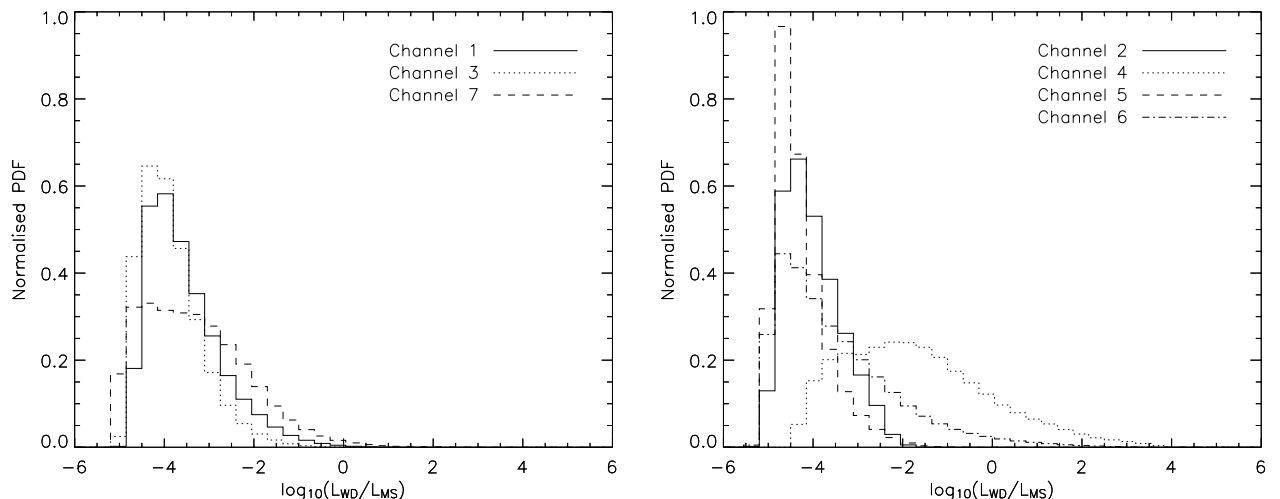 1.0
0.8
0.6
0.4
0.2
0.0
Normalised PDF
Channel 1
Channel 3
Channel 7
−6 −4 −2 0 2 4 6
log10(LWD/LMS)
1.0
0.8
0.6
0.4
0.2
0.0
Normalised PDF
Channel 2
Channel 4
Channel 5
Channel 6
−6 −4 −2 0 2 4 6
log10(LWD/LMS)